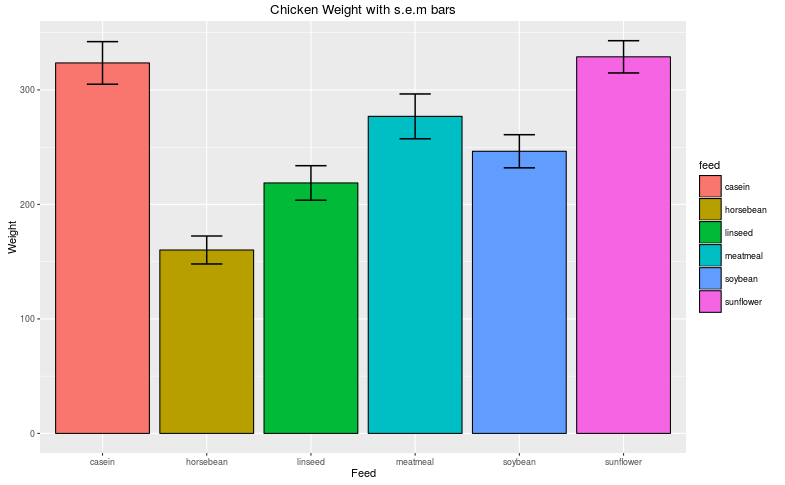 Chicken Weight with s.e.m bars
Weight
300
200
100
0
casein horsebean linseed meatmeal soybean sunflower
Feed
feed
casein
horsebean
linseed
meatmeal
soybean
sunflower